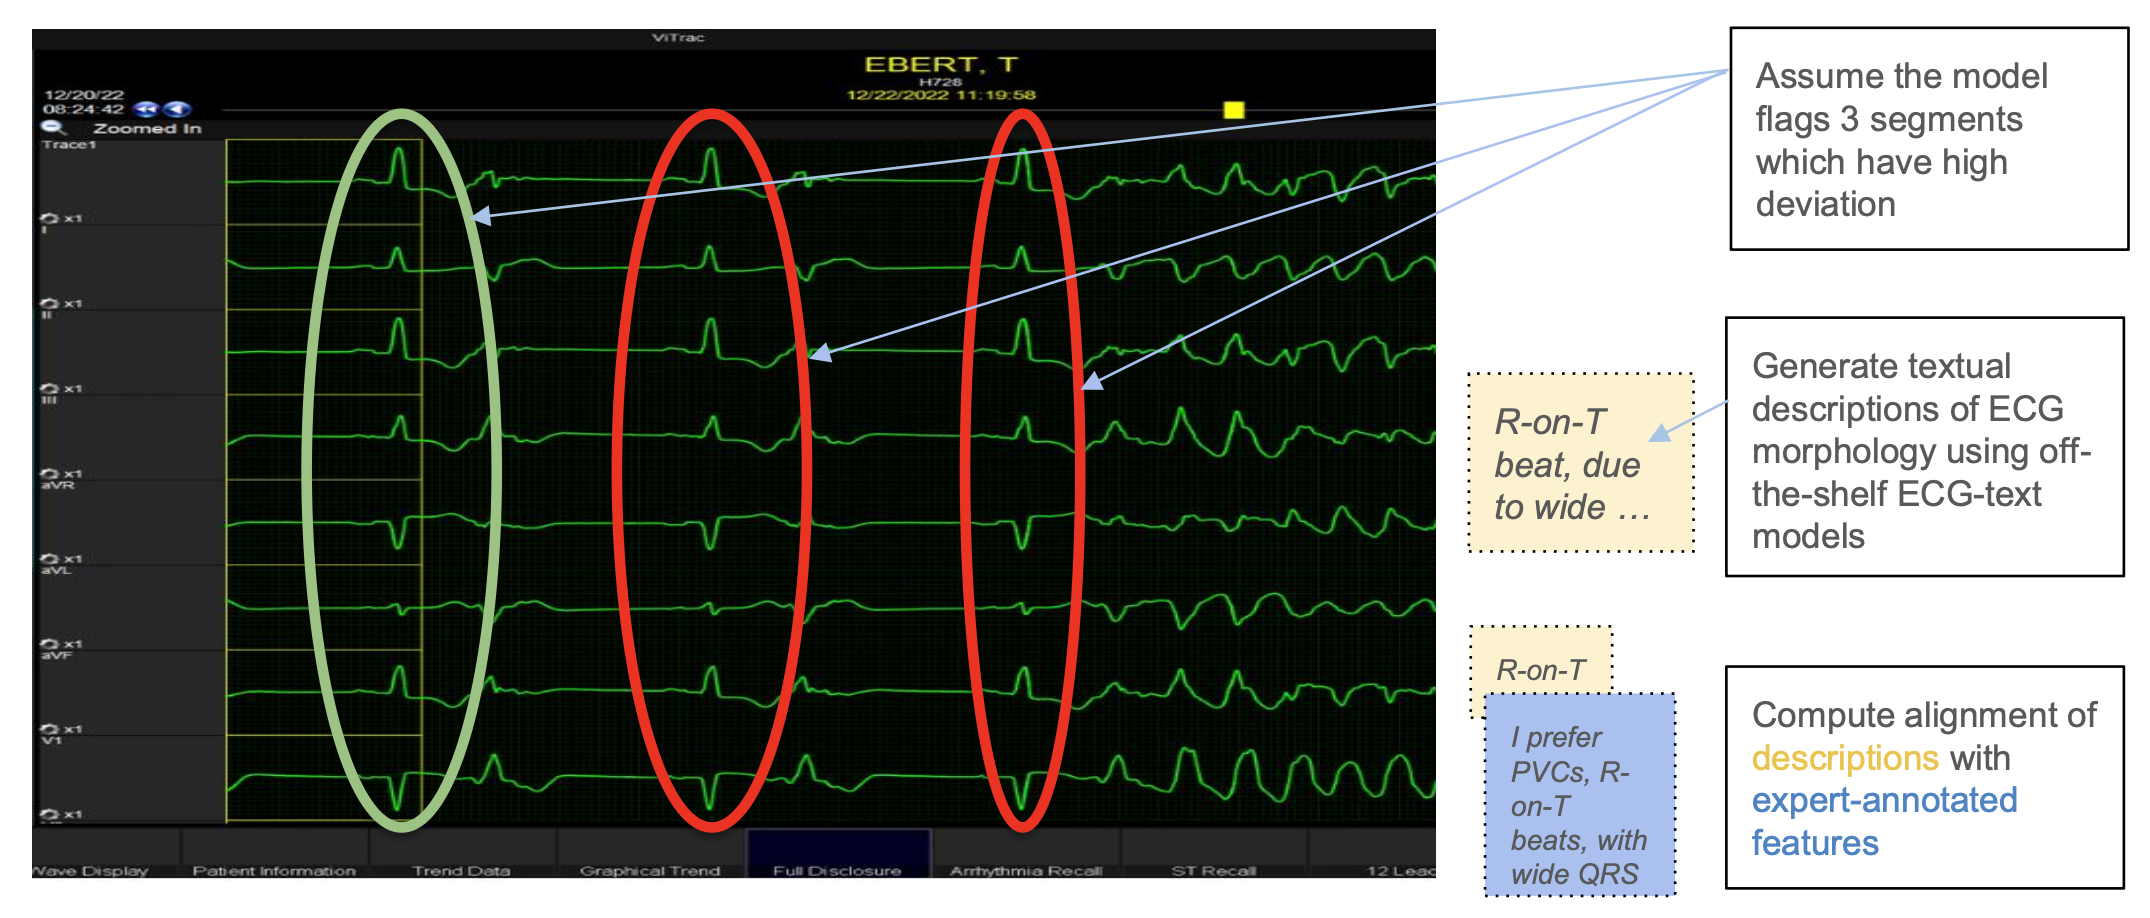 ViTrac
EBERT, T
H728
12/20/22
12/22/2022 11:19:58
08:24:42
Zoomed In
Trace1
x1
I
x1
II
x1
III
x1
aVR
x1
aVL
x1
aVF
x1
V1
x1
Wave Display
Patient Information
Trend Data
Graphical Trend
Full Disclosure
Arrhythmia Recall
ST Recall
12 Lead
Assume the model
flags 3 segments
which have high
deviation
R-on-T
beat, due
to wide …
Generate textual
descriptions of ECG
morphology using off-
the-shelf ECG-text
models
R-on-T
I prefer
PVCs, R-
on-T
beats, with
wide QRS
Compute alignment of
descriptions with
expert-annotated
features